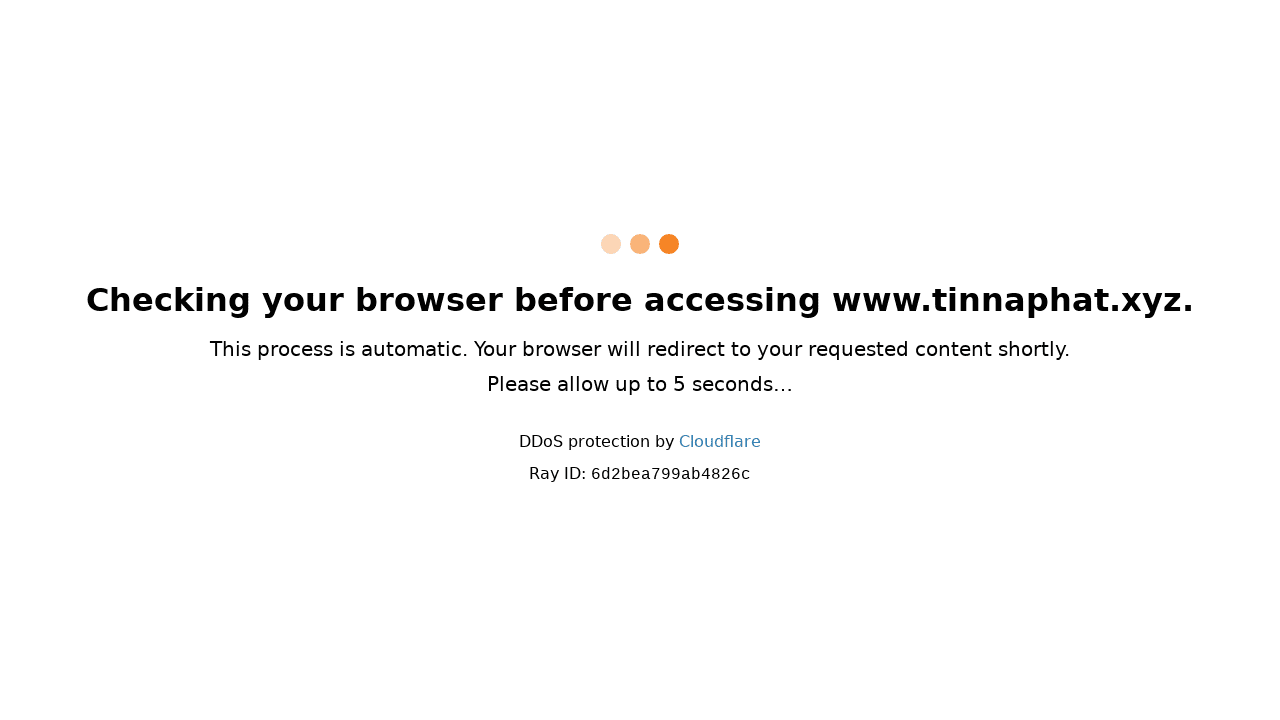 Checking your browser before accessing www.tinnaphat.xyz.
This process is automatic. Your browser will redirect to your requested content shortly.
Please allow up to 5 seconds…
DDoS protection by Cloudflare
Ray ID: 6d2bea799ab4826c